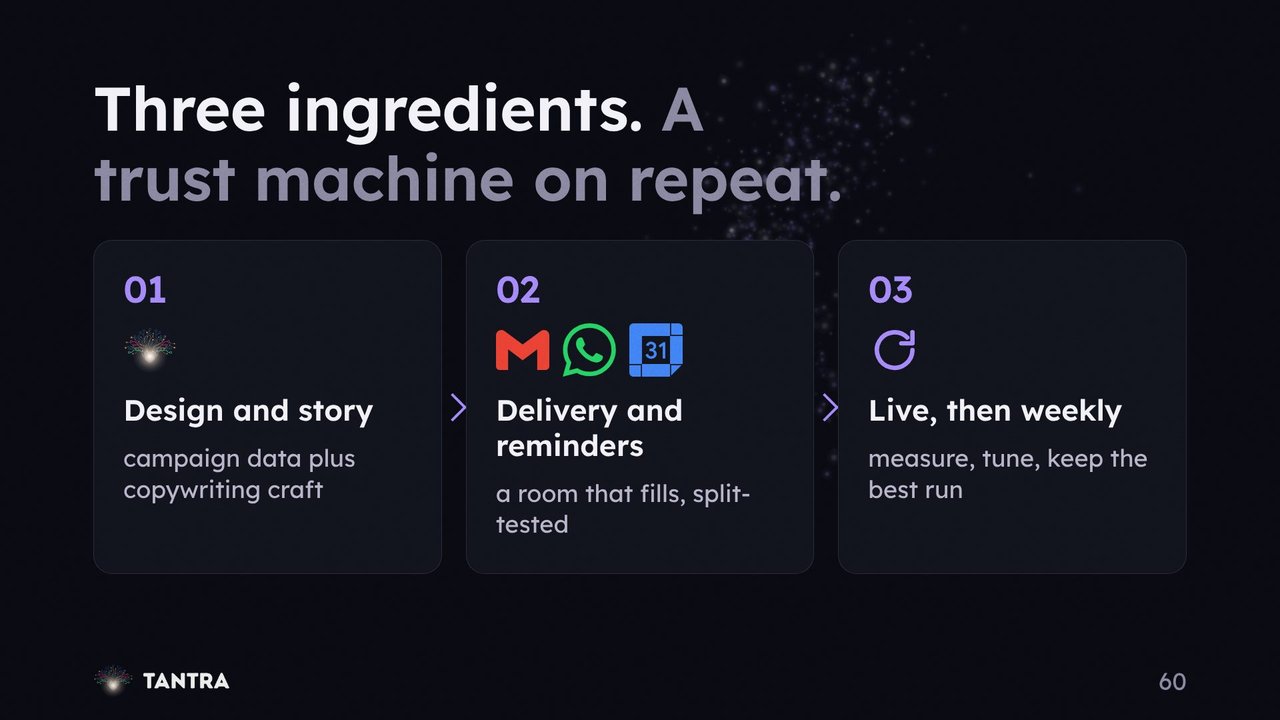 Three ingredients. A
trust machine on repeat.
01
Design and story
campaign data plus
copywriting craft
02
31
Delivery and
reminders
a room that fills, split-
tested
03
Live, then weekly
measure, tune, keep the
best run
TANTRA
60